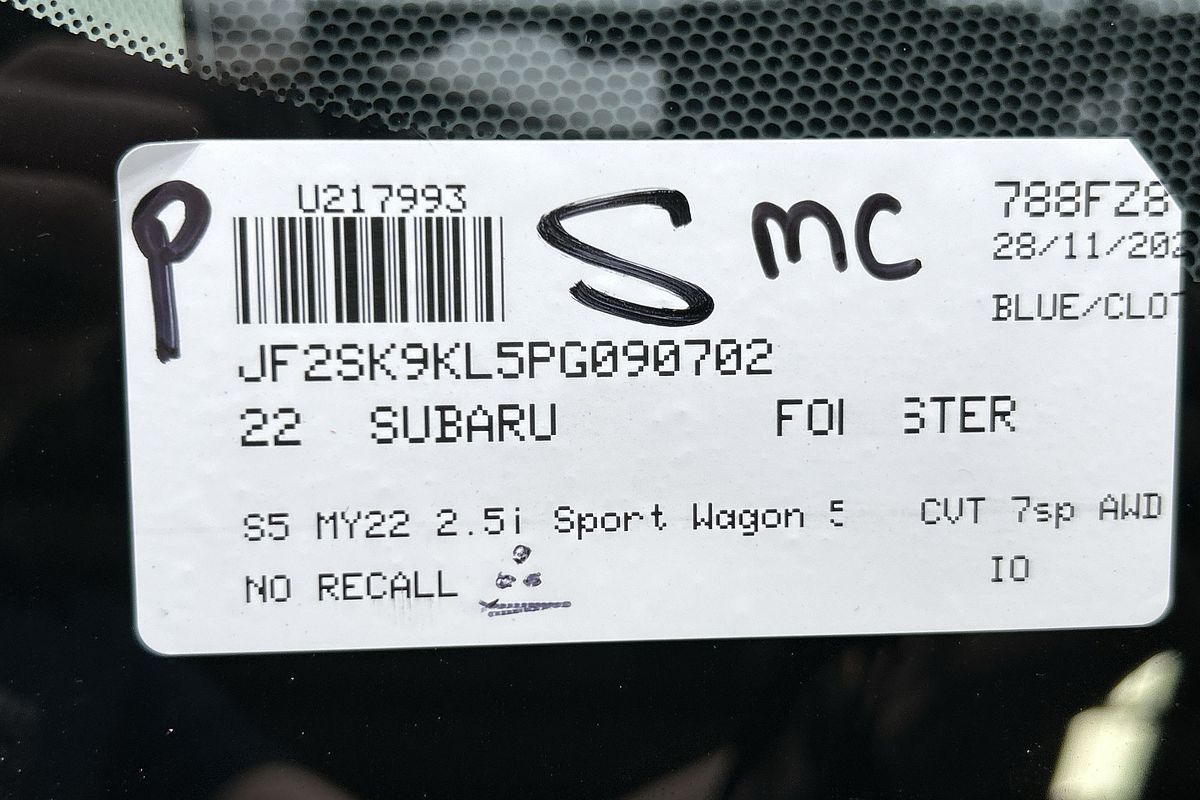 U217993
P S mc
788FZ8
28/11/202
BLUE/CLOT
JF2SK9KL5PG090702
22 SUBARU FO STER
S5 MY22 2.5i Sport Wagon 5 CVT 7sp AWD
NO RECALL
IO